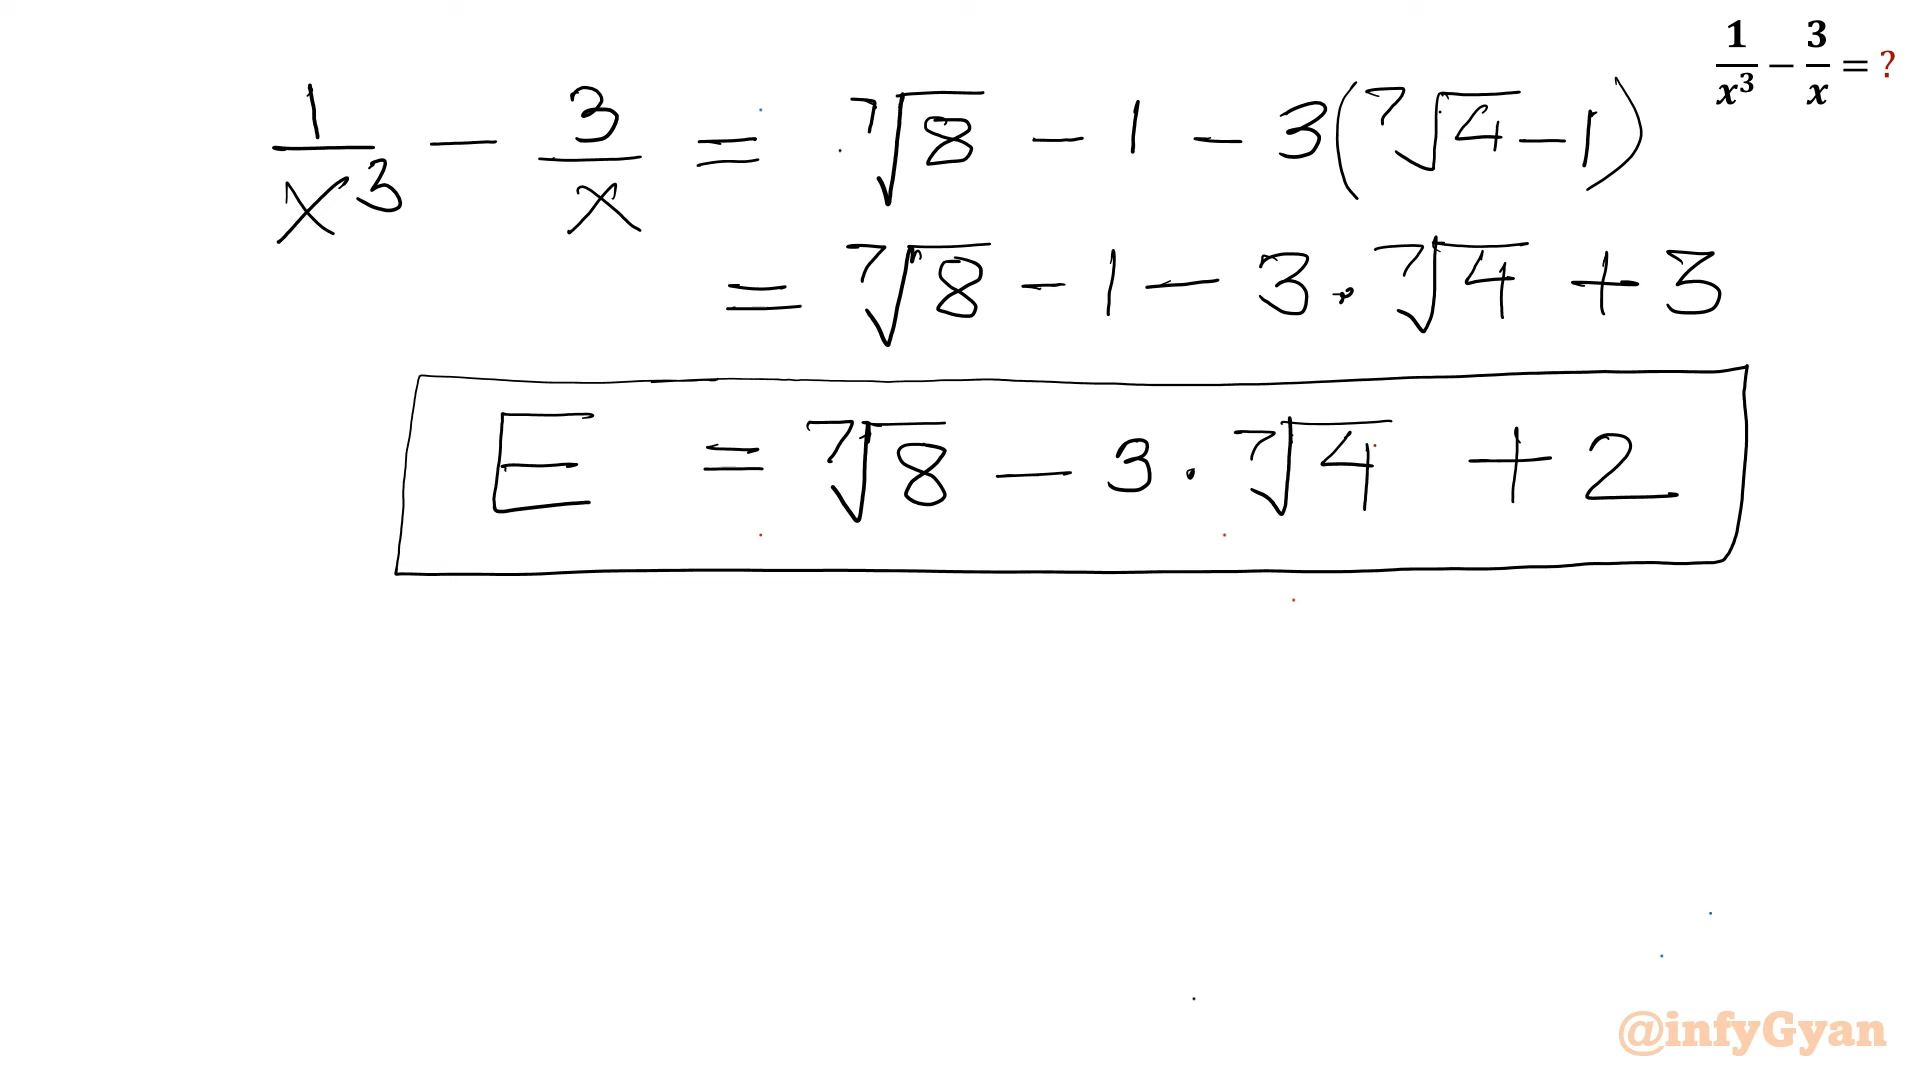 1/x³ − 3/x = ?
1/x³ − 3/x = ⁷√8 − 1 − 3(⁷√4 − 1)
= ⁷√8 − 1 − 3·⁷√4 + 3
E = ⁷√8 − 3·⁷√4 + 2
@infyGyan